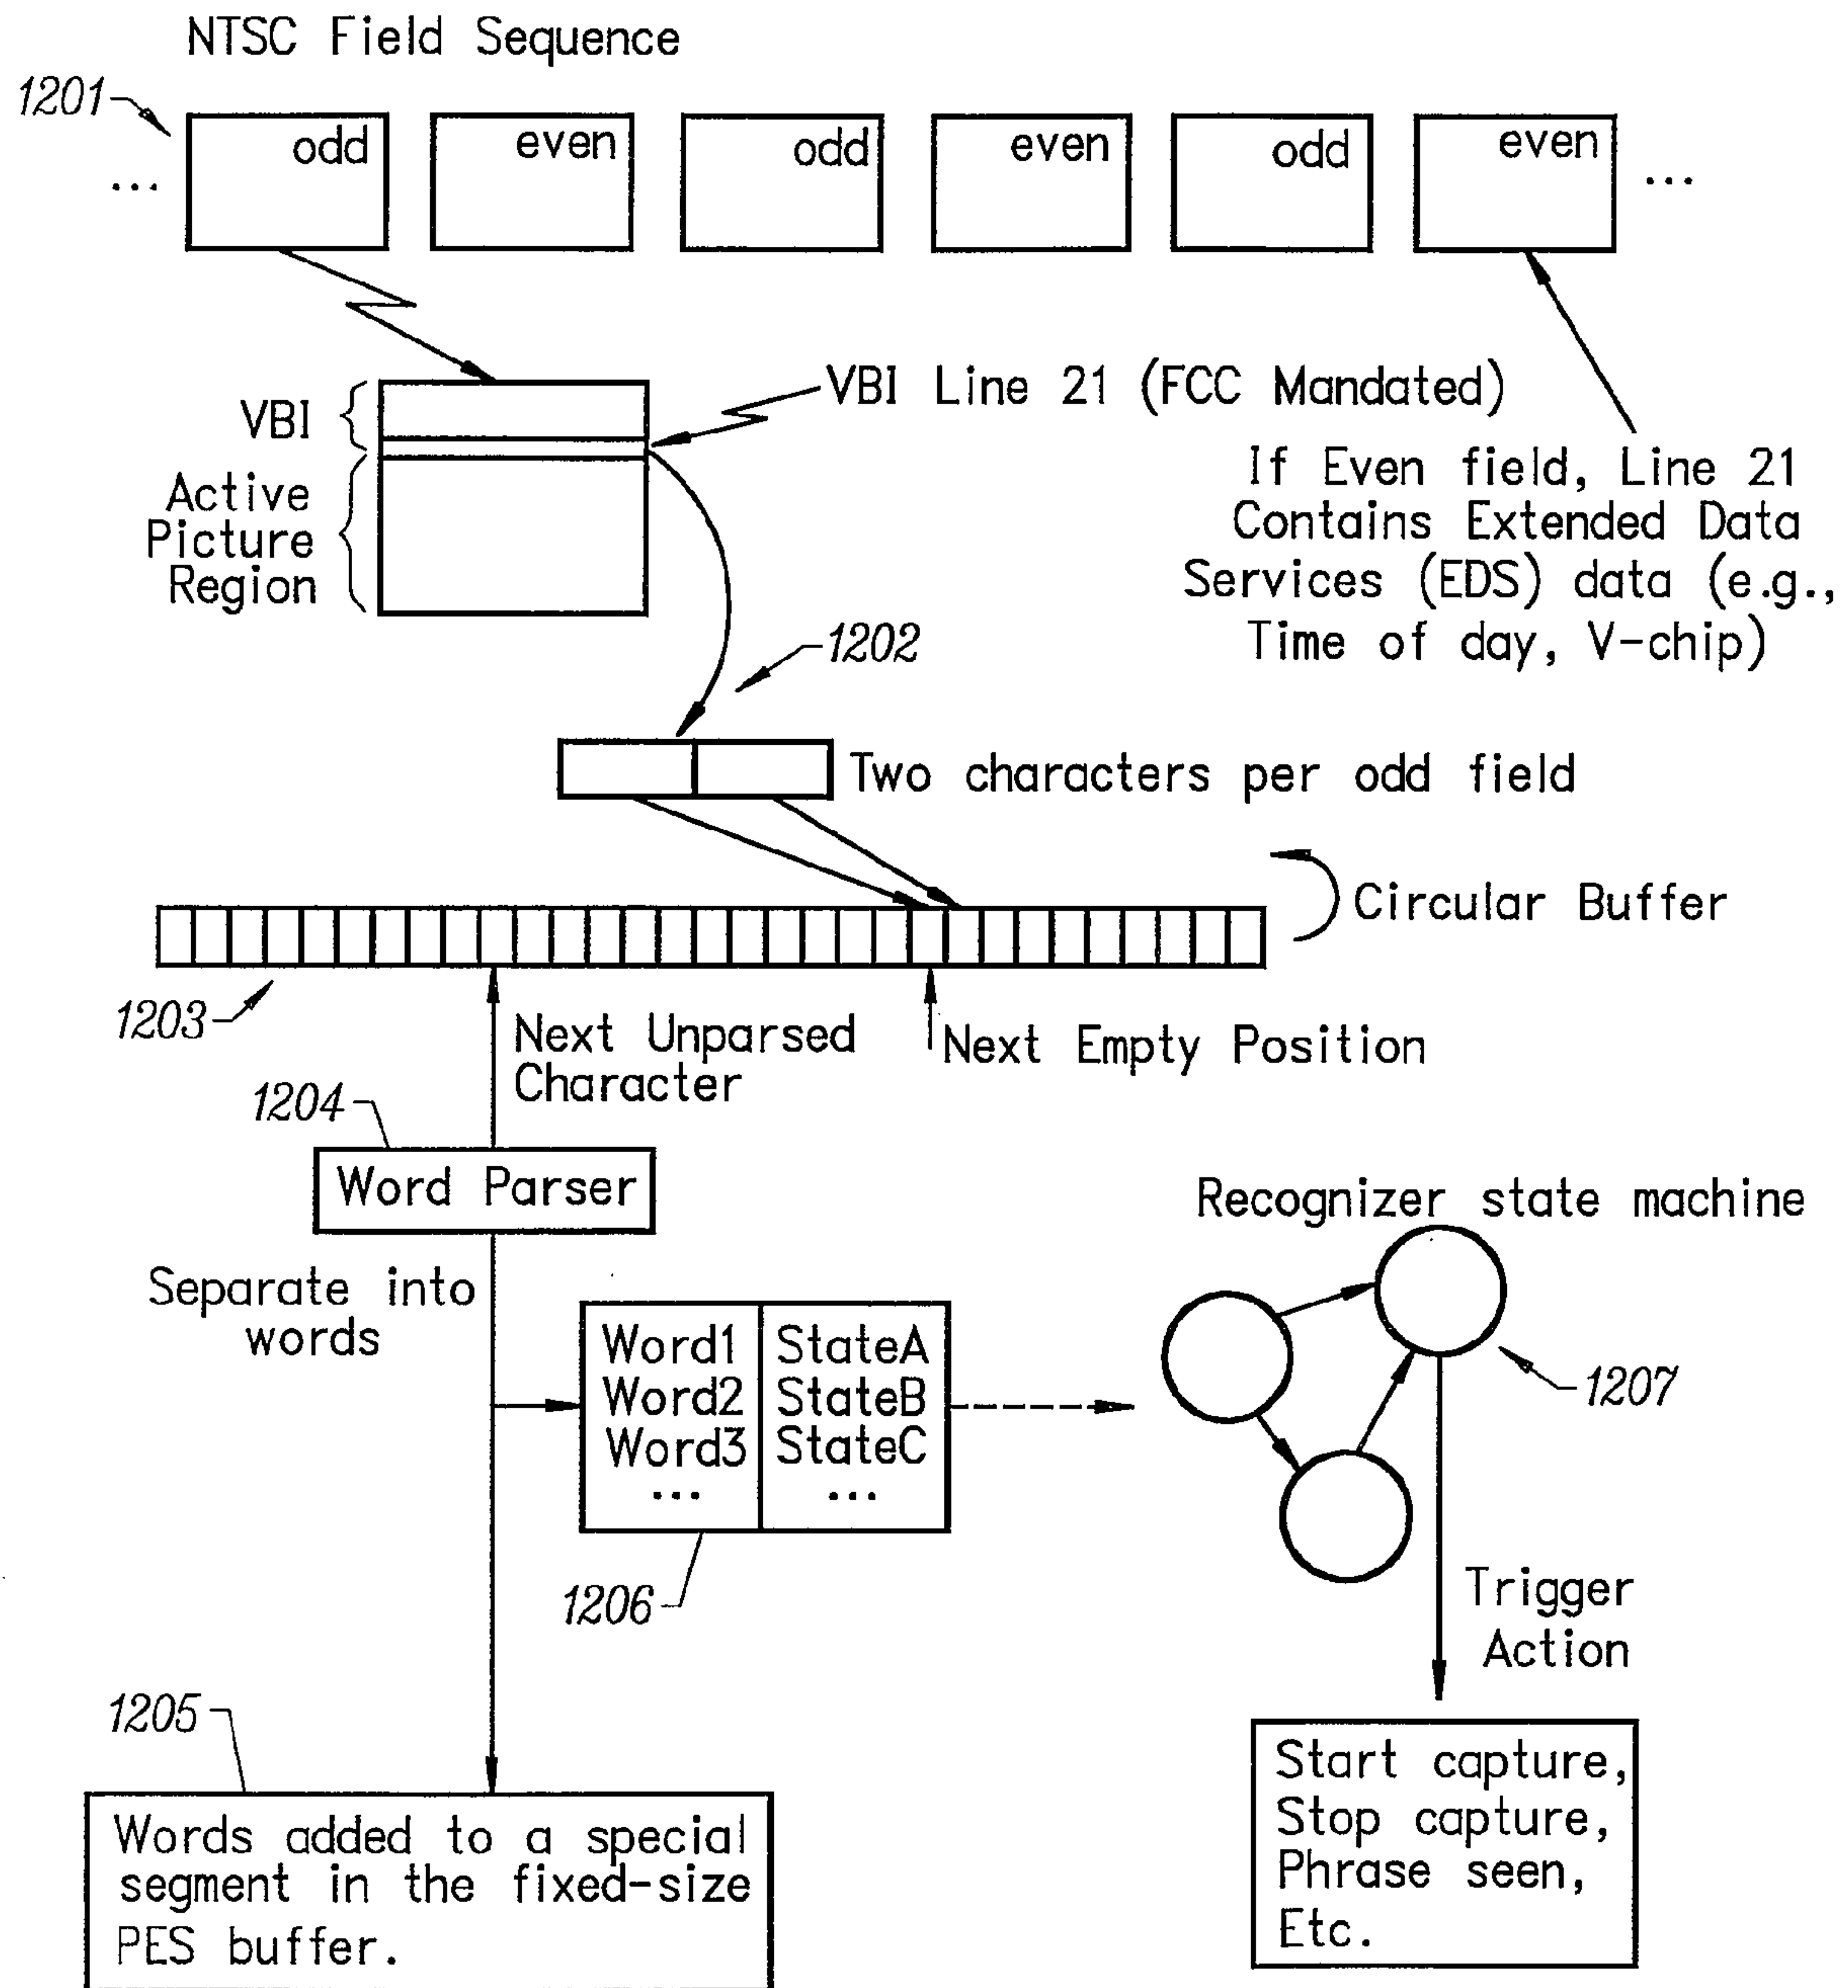 NTSC Field Sequence
1201
odd even odd even odd even
... ...
VBI Line 21 (FCC Mandated)
VBI
Active
Picture
Region
If Even field, Line 21
Contains Extended Data
Services (EDS) data (e.g.,
Time of day, V-chip)
1202
Two characters per odd field
Circular Buffer
1203
Next Unparsed
Character
Next Empty Position
1204
Word Parser
Separate into
words
Recognizer state machine
Word1 StateA
Word2 StateB
Word3 StateC
... ...
1206
1207
Trigger
Action
1205
Words added to a special
segment in the fixed-size
PES buffer.
Start capture,
Stop capture,
Phrase seen,
Etc.